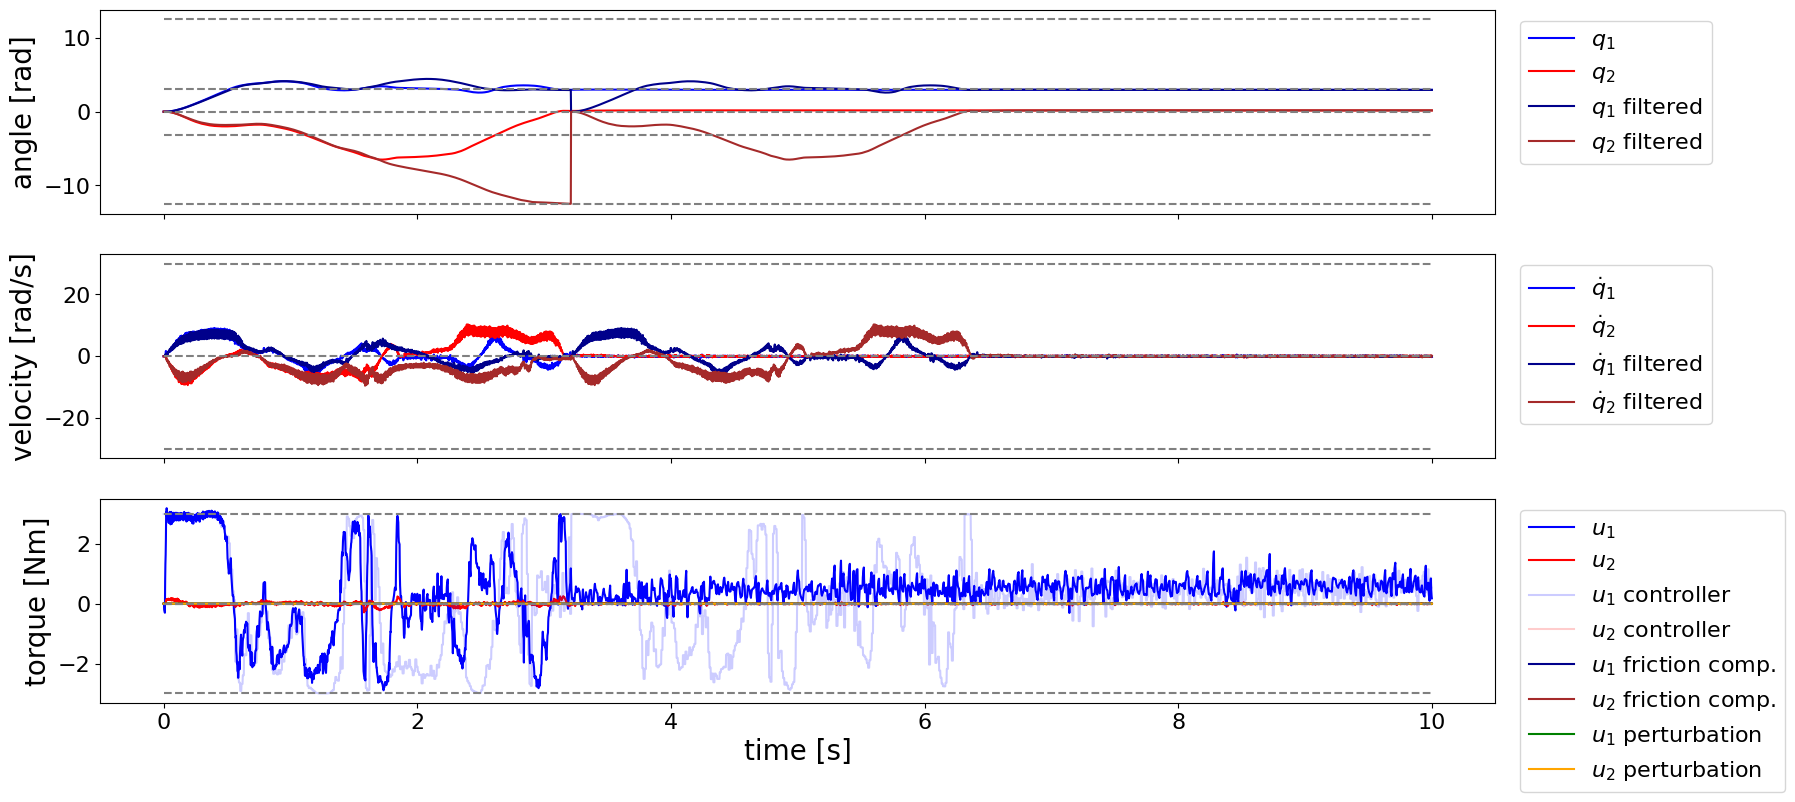 angle [rad]
10
0
−10
q₁
q₂
q₁ filtered
q₂ filtered
velocity [rad/s]
20
0
−20
q̇₁
q̇₂
q̇₁ filtered
q̇₂ filtered
torque [Nm]
2
0
−2
0 2 4 6 8 10
time [s]
u₁
u₂
u₁ controller
u₂ controller
u₁ friction comp.
u₂ friction comp.
u₁ perturbation
u₂ perturbation